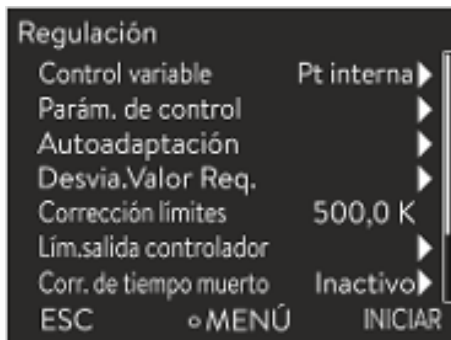 Regulación
Control variable Pt interna
Parám. de control
Autoadaptación
Desvia.Valor Req.
Corrección límites 500,0 K
Lím.salida controlador
Corr. de tiempo muerto Inactivo
ESC MENÚ INICIAR